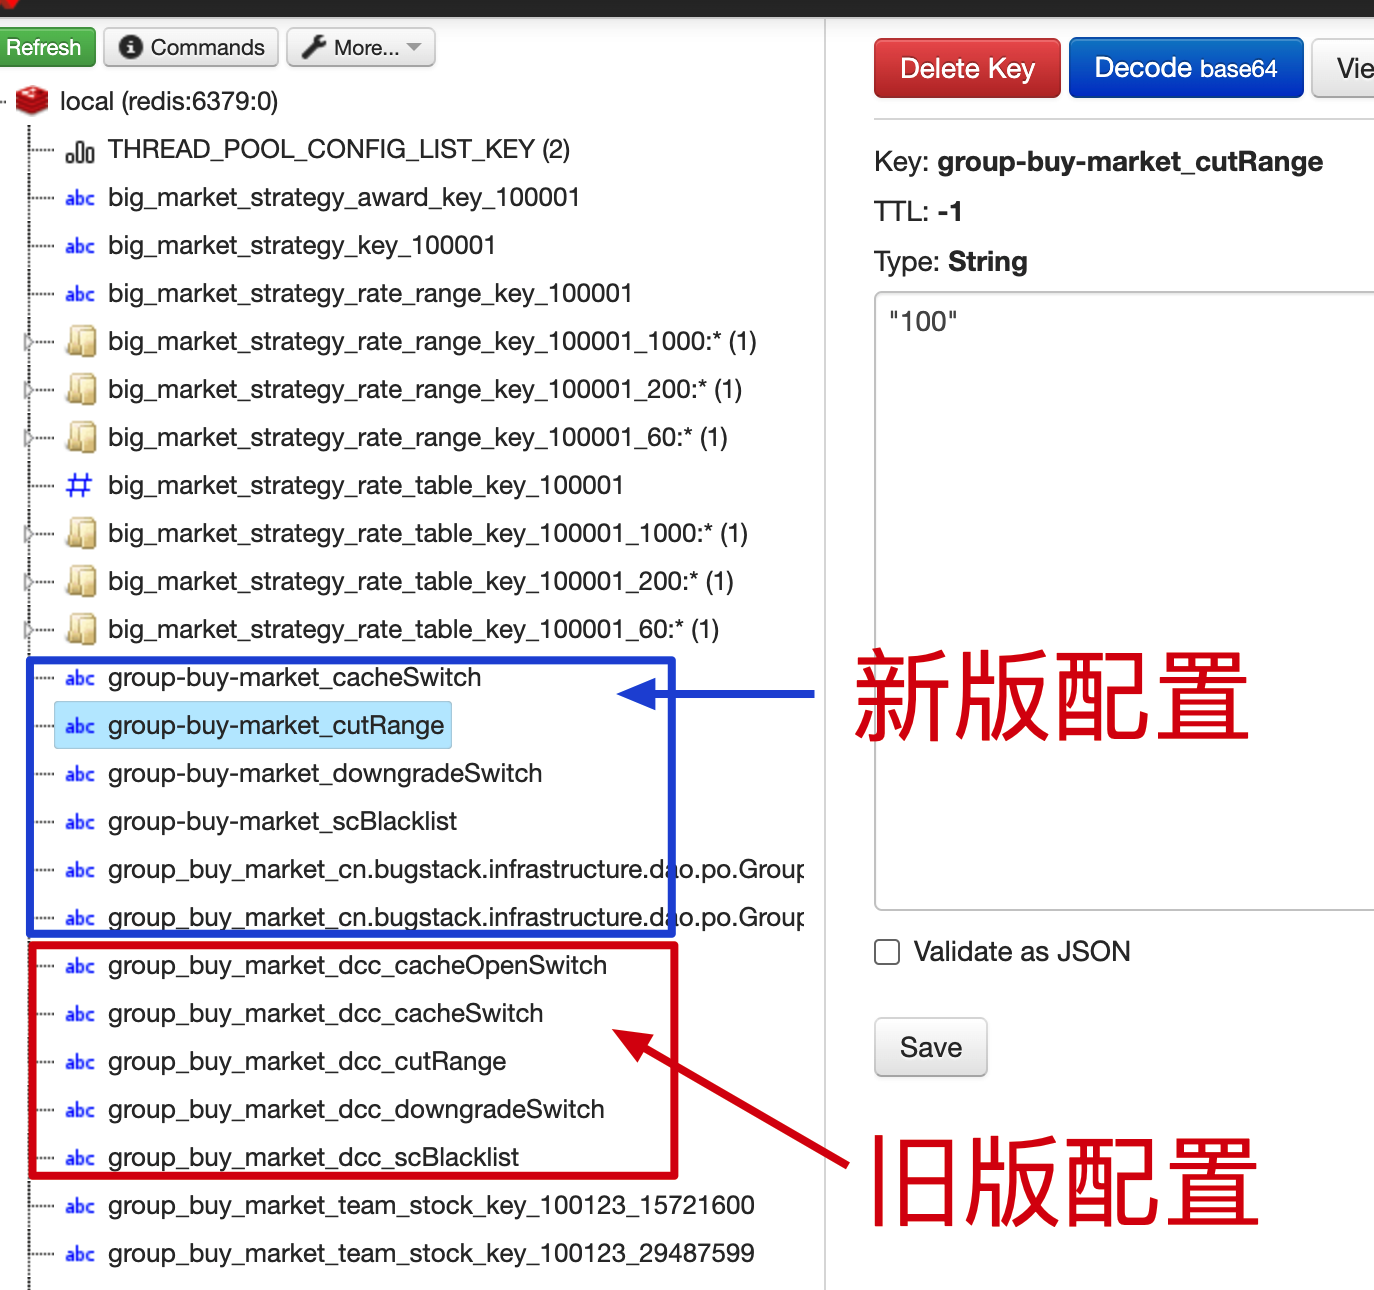 Refresh
Commands
More...
local (redis:6379:0)
THREAD_POOL_CONFIG_LIST_KEY (2)
abc big_market_strategy_award_key_100001
abc big_market_strategy_key_100001
abc big_market_strategy_rate_range_key_100001
big_market_strategy_rate_range_key_100001_1000:* (1)
big_market_strategy_rate_range_key_100001_200:* (1)
big_market_strategy_rate_range_key_100001_60:* (1)
# big_market_strategy_rate_table_key_100001
big_market_strategy_rate_table_key_100001_1000:* (1)
big_market_strategy_rate_table_key_100001_200:* (1)
big_market_strategy_rate_table_key_100001_60:* (1)
abc group-buy-market_cacheSwitch
abc group-buy-market_cutRange
abc group-buy-market_downgradeSwitch
abc group-buy-market_scBlacklist
abc group_buy_market_cn.bugstack.infrastructure.dao.po.Group
abc group_buy_market_cn.bugstack.infrastructure.dao.po.Group
abc group_buy_market_dcc_cacheOpenSwitch
abc group_buy_market_dcc_cacheSwitch
abc group_buy_market_dcc_cutRange
abc group_buy_market_dcc_downgradeSwitch
abc group_buy_market_dcc_scBlacklist
abc group_buy_market_team_stock_key_100123_15721600
abc group_buy_market_team_stock_key_100123_29487599
Delete Key
Decode base64
Vie
Key: group-buy-market_cutRange
TTL: -1
Type: String
"100"
新版配置
Validate as JSON
Save
旧版配置